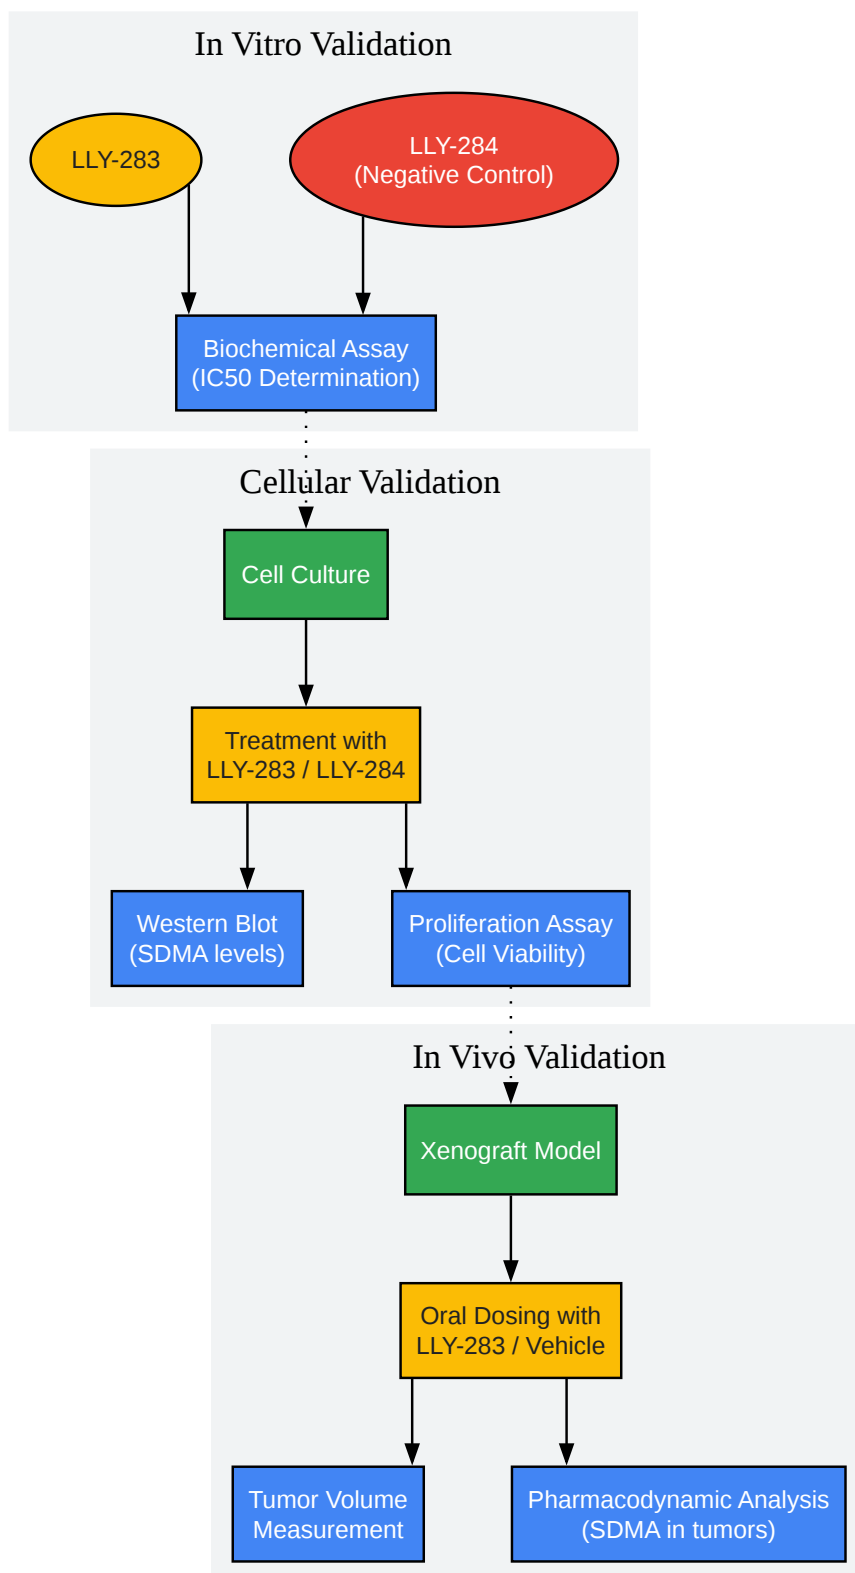 In Vitro Validation
LLY-283
LLY-284
(Negative Control)
Biochemical Assay
(IC50 Determination)
Cellular Validation
Cell Culture
Treatment with
LLY-283 / LLY-284
Western Blot
(SDMA levels)
Proliferation Assay
(Cell Viability)
In Vivo Validation
Xenograft Model
Oral Dosing with
LLY-283 / Vehicle
Tumor Volume
Measurement
Pharmacodynamic Analysis
(SDMA in tumors)